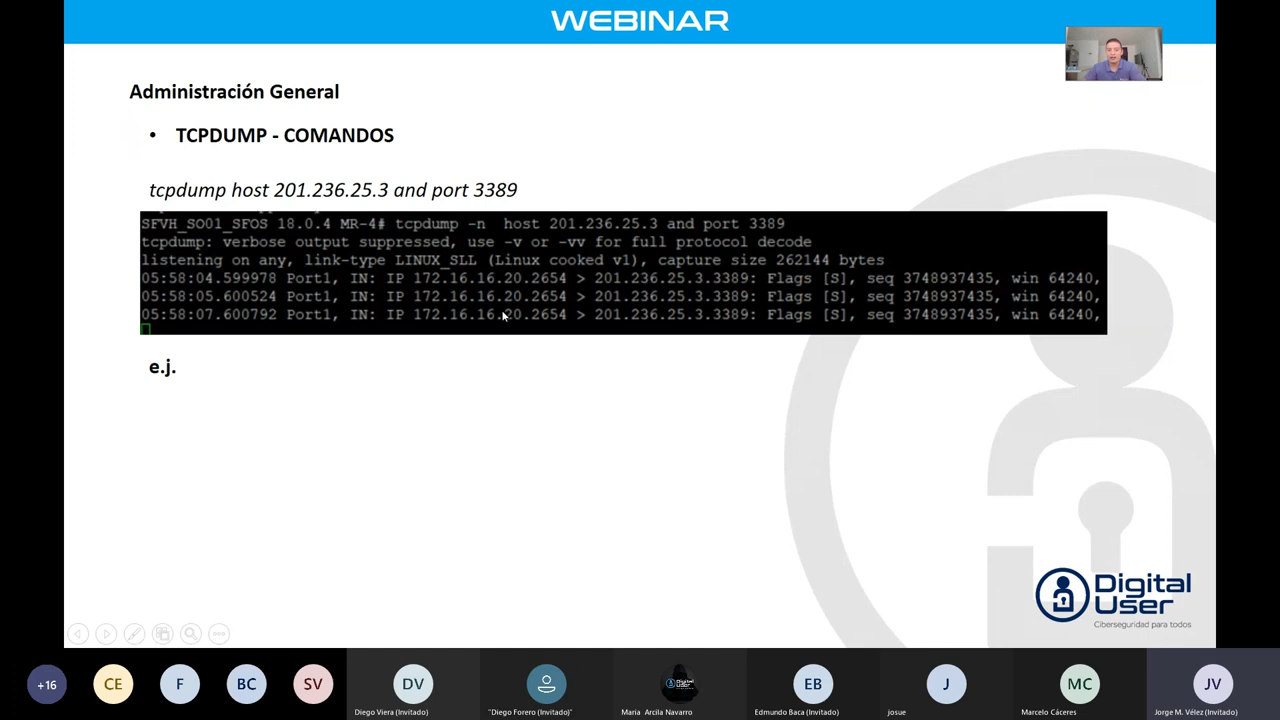 WEBINAR
Administración General
• TCPDUMP - COMANDOS
tcpdump host 201.236.25.3 and port 3389
SFVH_SO01_SFOS 18.0.4 MR-4# tcpdump -n  host 201.236.25.3 and port 3389
tcpdump: verbose output suppressed, use -v or -vv for full protocol decode
listening on any, link-type LINUX_SLL (Linux cooked v1), capture size 262144 bytes
05:58:04.599978 Port1, IN: IP 172.16.16.20.2654 > 201.236.25.3.3389: Flags [S], seq 3748937435, win 64240,
05:58:05.600524 Port1, IN: IP 172.16.16.20.2654 > 201.236.25.3.3389: Flags [S], seq 3748937435, win 64240,
05:58:07.600792 Port1, IN: IP 172.16.16.20.2654 > 201.236.25.3.3389: Flags [S], seq 3748937435, win 64240,
e.j.
Digital
User
Ciberseguridad para todos
+16
CE
F
BC
SV
DV
EB
J
MC
JV
Diego Viera (Invitado)
"Diego Forero (Invitado)"
Maria Arcila Navarro
Edmundo Baca (Invitado)
josue
Marcelo Cáceres
Jorge M. Vélez (Invitado)